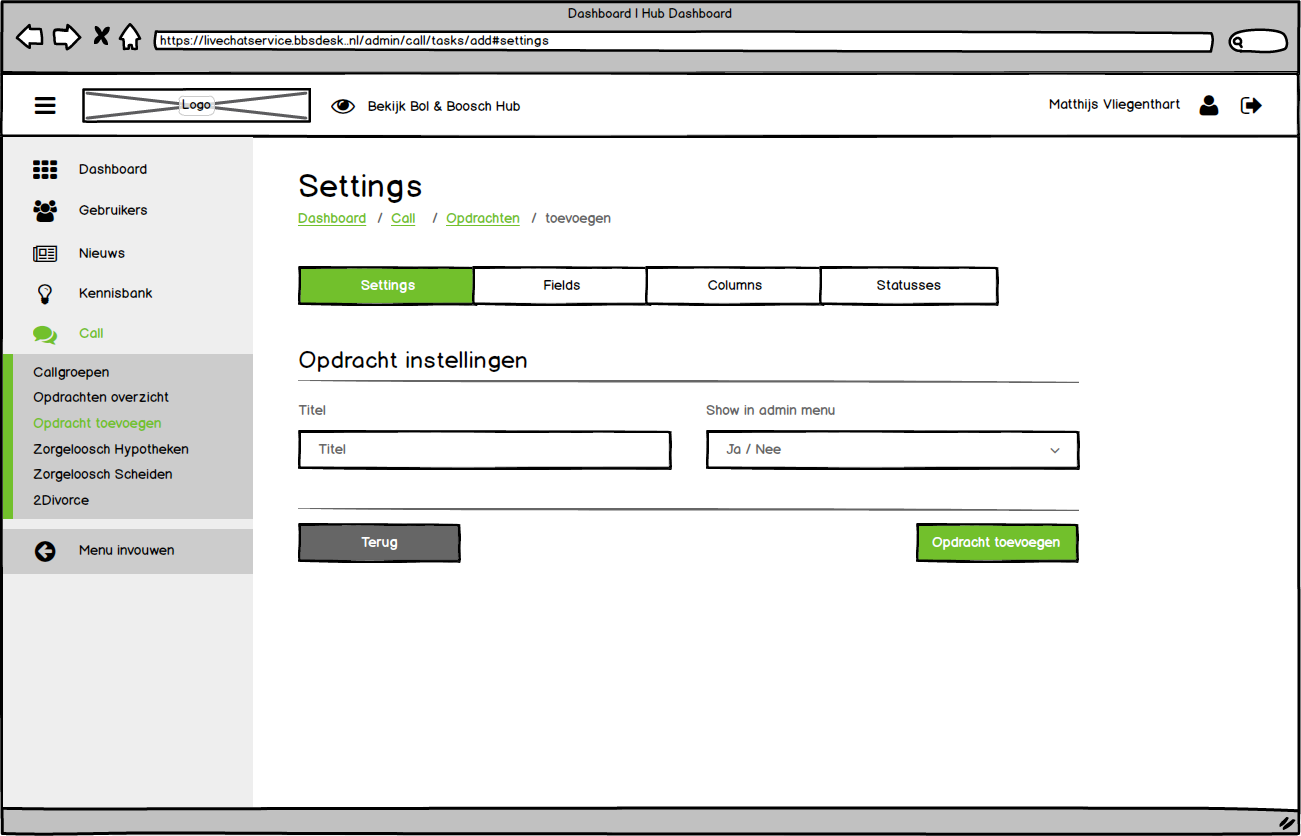 Dashboard | Hub Dashboard
https://livechatservice.bbsdesk..nl/admin/call/tasks/add#settings
Logo
Bekijk Bol & Boosch Hub
Matthijs Vliegenthart
Dashboard
Gebruikers
Nieuws
Kennisbank
Call
Callgroepen
Opdrachten overzicht
Opdracht toevoegen
Zorgeloosch Hypotheken
Zorgeloosch Scheiden
2Divorce
Menu invouwen
Settings
Dashboard / Call / Opdrachten / toevoegen
Settings Fields Columns Statusses
Opdracht instellingen
Titel Show in admin menu
Titel Ja / Nee
Terug Opdracht toevoegen